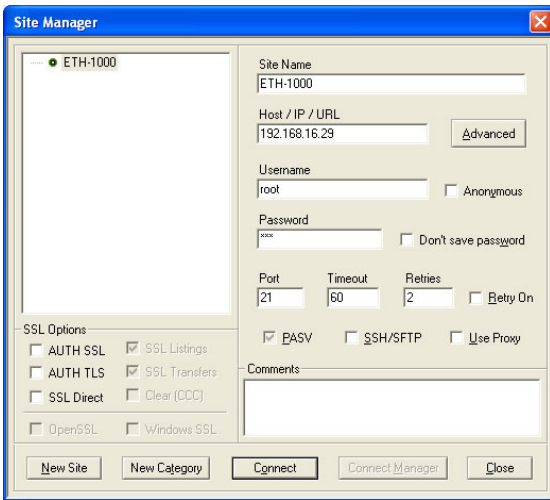 Site Manager
ETH-1000
Site Name
ETH-1000
Host / IP / URL
192.168.16.29
Advanced
Username
root
Anonymous
Password
xxx
Don't save password
Port Timeout Retries
21 60 2 Retry On
PASV SSH/SFTP Use Proxy
SSL Options
AUTH SSL SSL Listings
AUTH TLS SSL Transfers
SSL Direct Clear (CCC)
OpenSSL Windows SSL
Comments
New Site New Category Connect Connect Manager Close